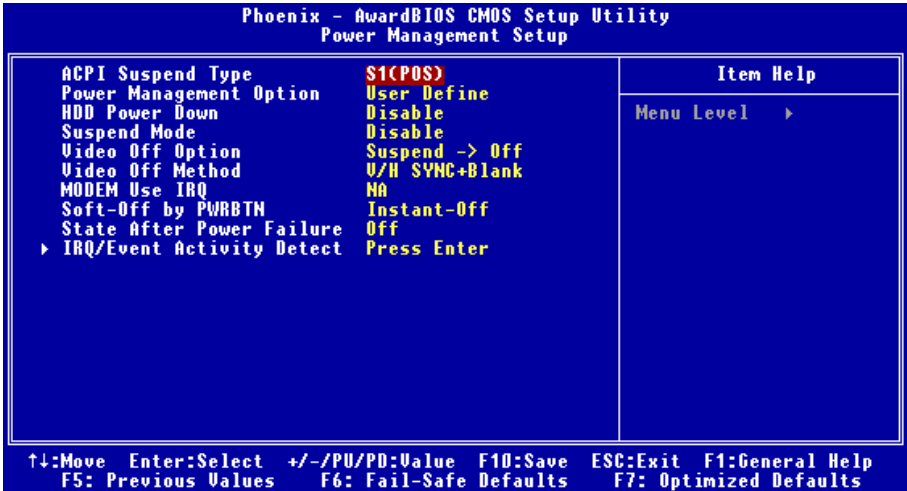 Phoenix - AwardBIOS CMOS Setup Utility
Power Management Setup
ACPI Suspend Type S1(POS)
Power Management Option User Define
HDD Power Down Disable
Suspend Mode Disable
Video Off Option Suspend -> Off
Video Off Method V/H SYNC+Blank
MODEM Use IRQ NA
Soft-Off by PWRBTN Instant-Off
State After Power Failure Off
▸ IRQ/Event Activity Detect Press Enter
Item Help
Menu Level ▸
↑↓:Move Enter:Select +/-/PU/PD:Value F10:Save ESC:Exit F1:General Help
F5: Previous Values F6: Fail-Safe Defaults F7: Optimized Defaults